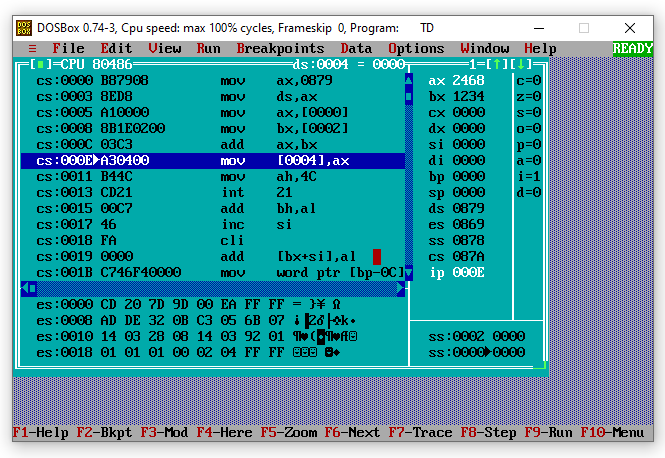 DOSBox 0.74-3, Cpu speed: max 100% cycles, Frameskip 0, Program: TD
≡ File Edit View Run Breakpoints Data Options Window Help READY
[■]=CPU 80486 ds:0004 = 0000 1=[↑][↓]
cs:0000 B87908 mov ax,0879 ax 2468 c=0
cs:0003 8ED8 mov ds,ax bx 1234 z=0
cs:0005 A10000 mov ax,[0000] cx 0000 s=0
cs:0008 8B1E0200 mov bx,[0002] dx 0000 o=0
cs:000C 03C3 add ax,bx si 0000 p=0
cs:000E►A30400 mov [0004],ax di 0000 a=0
cs:0011 B44C mov ah,4C bp 0000 i=1
cs:0013 CD21 int 21 sp 0000 d=0
cs:0015 00C7 add bh,al ds 0879
cs:0017 46 inc si es 0869
cs:0018 FA cli ss 0878
cs:0019 0000 add [bx+si],al cs 087A
cs:001B C746F40000 mov word ptr [bp-0C] ip 000E
es:0000 CD 20 7D 9D 00 EA FF FF = }¥ Ω
es:0008 AD DE 32 0B C3 05 6B 07 ¡▐2♂├♣k•
es:0010 14 03 28 08 14 03 92 01 ¶♥(◘¶♥Æ☺ ss:0002 0000
es:0018 01 01 01 00 02 04 FF FF ☺☺☺ ☻♦ ss:0000►0000
F1-Help F2-Bkpt F3-Mod F4-Here F5-Zoom F6-Next F7-Trace F8-Step F9-Run F10-Menu